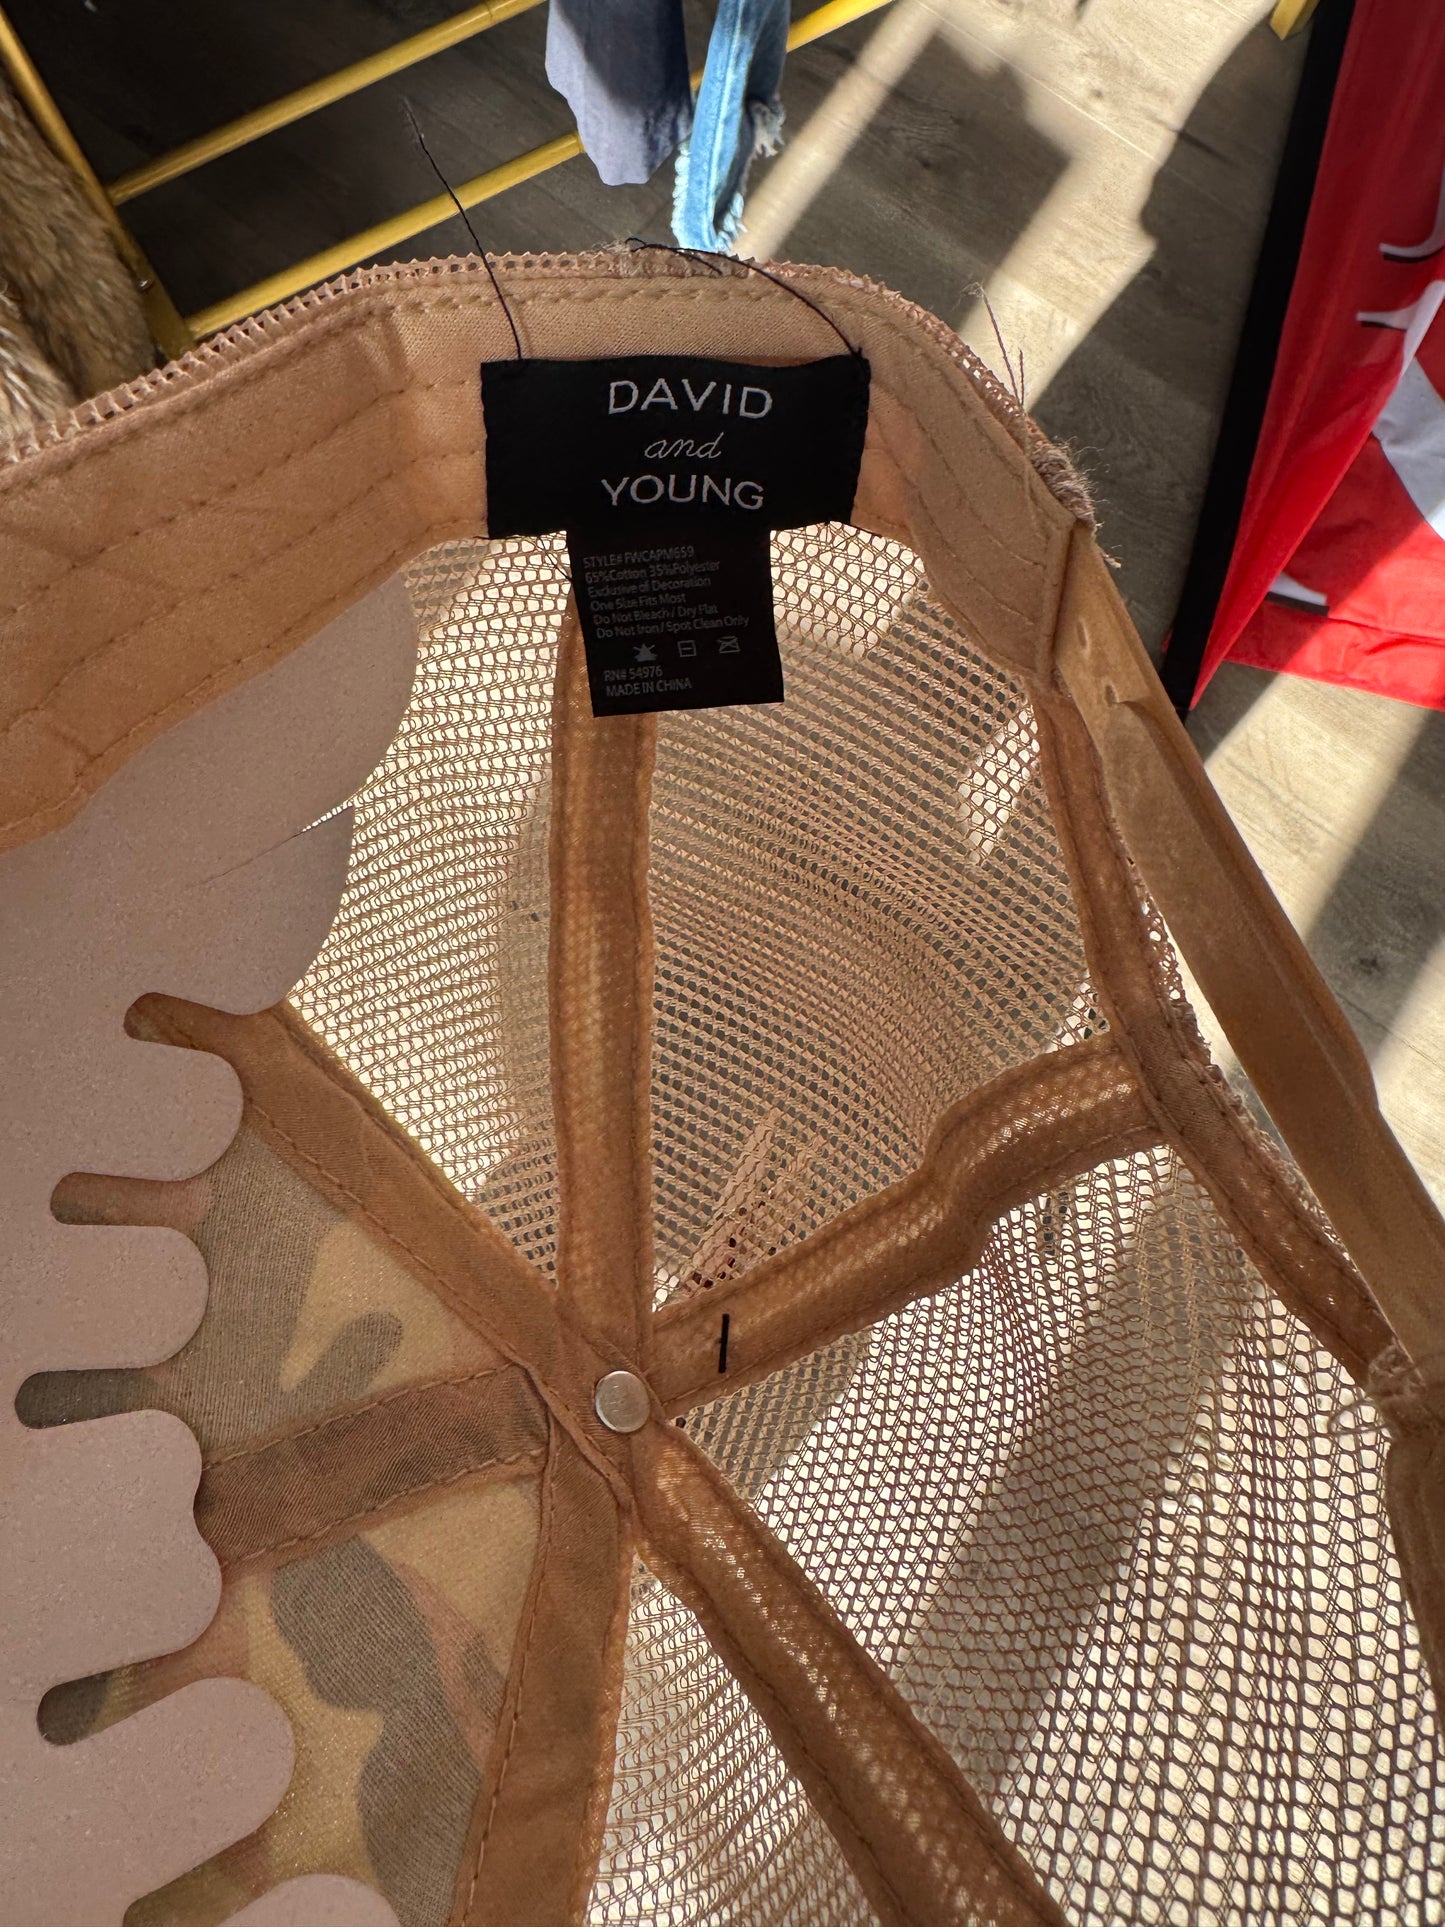 DAVID
and
YOUNG
STYLE# FWCAPM659
65%Cotton 35%Polyester
Exclusive of Decoration
One Size Fits Most
Do Not Bleach / Dry Flat
Do Not Iron / Spot Clean Only
RN# 54976
MADE IN CHINA